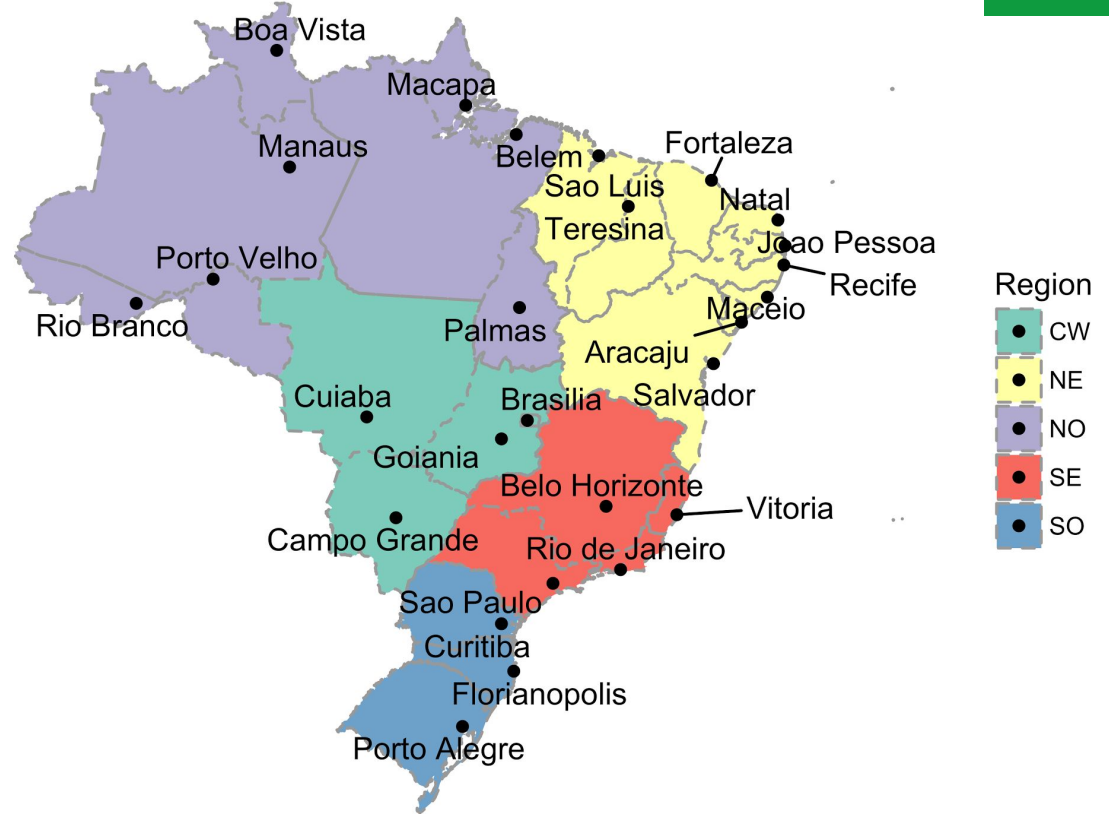 Boa Vista
Macapa
Manaus
Belem
Fortaleza
Sao Luis
Natal
Teresina
Joao Pessoa
Porto Velho
Recife
Rio Branco
Palmas
Maceio
Aracaju
Salvador
Cuiaba
Brasilia
Goiania
Belo Horizonte
Vitoria
Campo Grande
Rio de Janeiro
Sao Paulo
Curitiba
Florianopolis
Porto Alegre
Region
CW
NE
NO
SE
SO